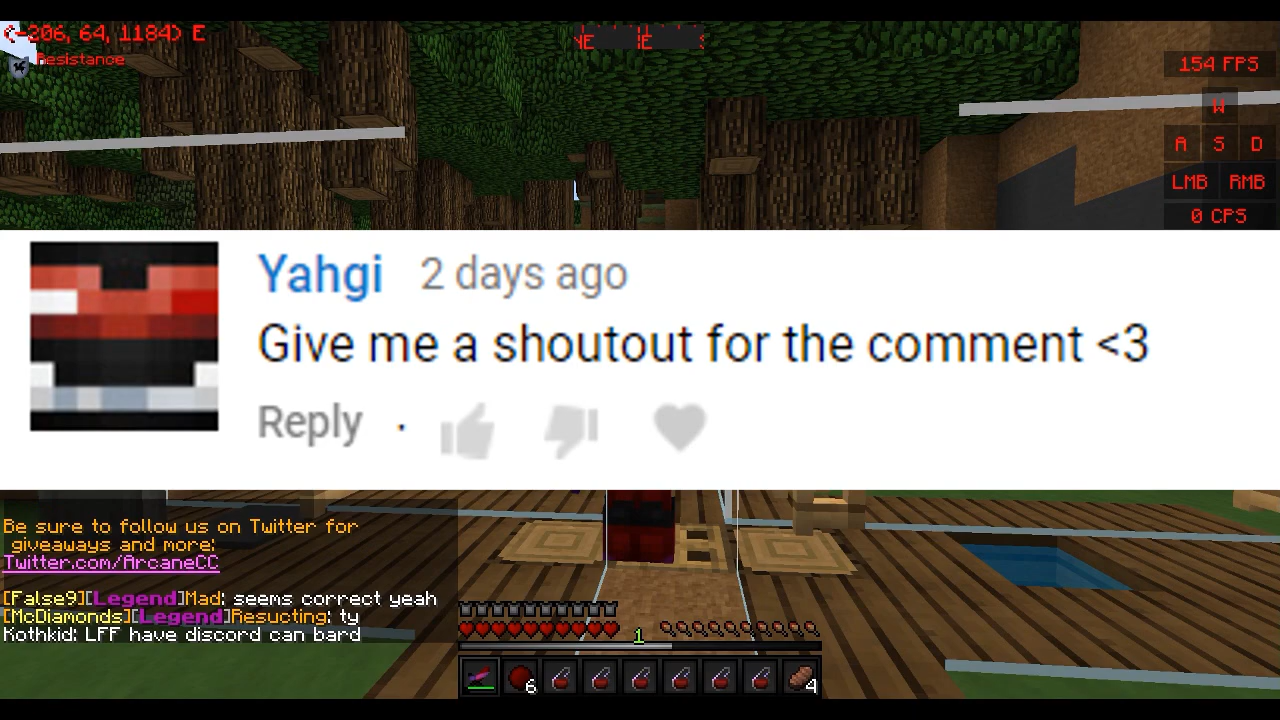 (-206, 64, 1184) E
Resistance
E
154 FPS
W
A S D
LMB RMB
0 CPS
Yahgi 2 days ago
Give me a shoutout for the comment <3
Reply ·
Be sure to follow us on Twitter for
giveaways and more:
Twitter.com/ArcaneCC
[False9][Legend]Mad: seems correct yeah
[McDiamonds][Legend]Resucting: ty
Kothkid: LFF have discord can bard
1
6
4